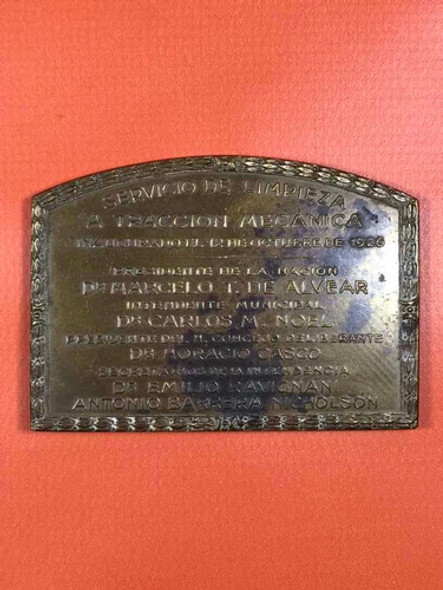 SERVICIO DE LIMPIEZA
A TRACCION MECANICA
INAUGURADO EL 12 DE OCTUBRE DE 1926
PRESIDENTE DE LA NACION
DR MARCELO T. DE ALVEAR
INTENDENTE MUNICIPAL
DR CARLOS M. NOEL
PRESIDENTE DEL H. CONCEJO DELIBERANTE
DR HORACIO CASCO
SECRETARIOS DE LA INTENDENCIA
DR EMILIO RAVIGNANI
ANTONIO BARRERA NICHOLSON